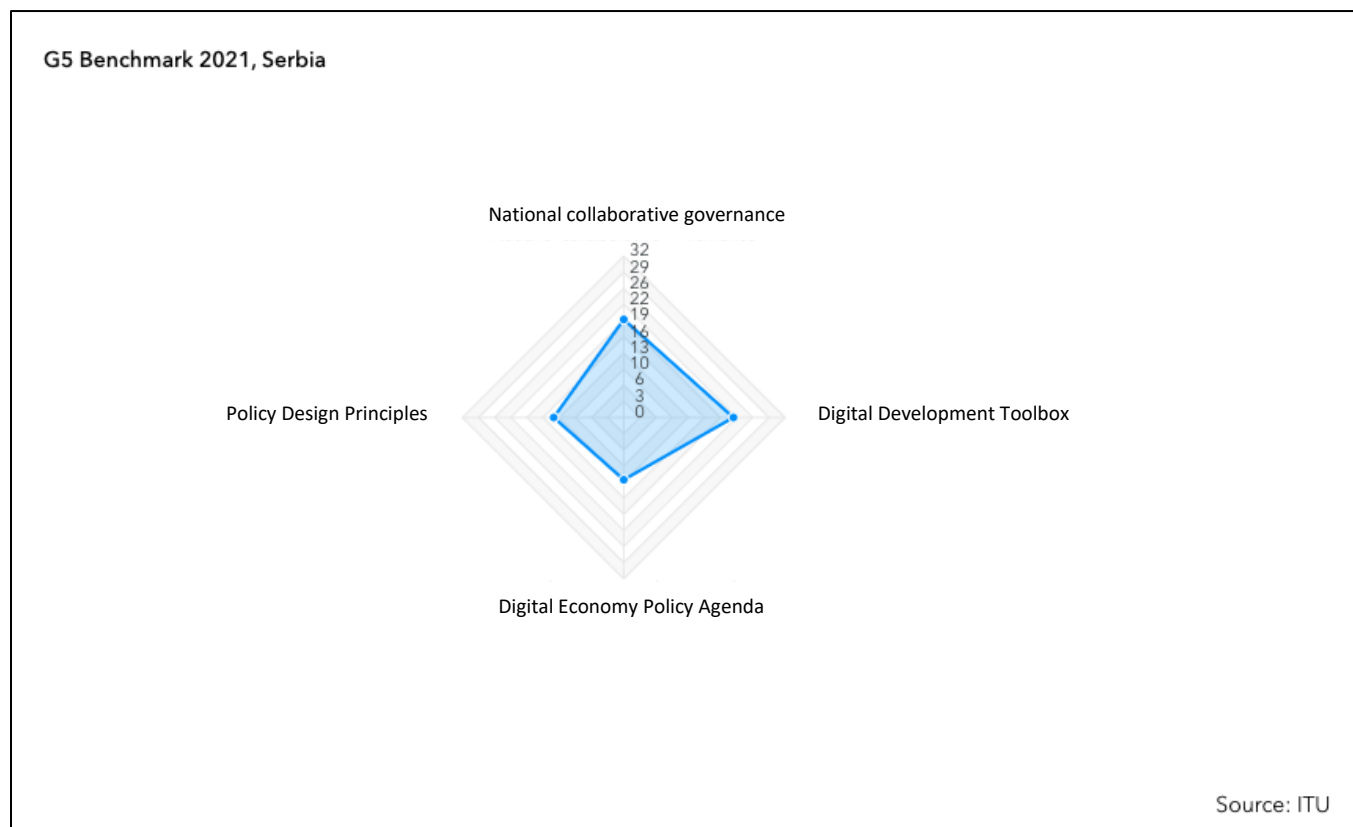 G5 Benchmark 2021, Serbia
National collaborative governance
32
29
26
22
19
16
13
10
6
3
0
Policy Design Principles
Digital Development Toolbox
Digital Economy Policy Agenda
Source: ITU